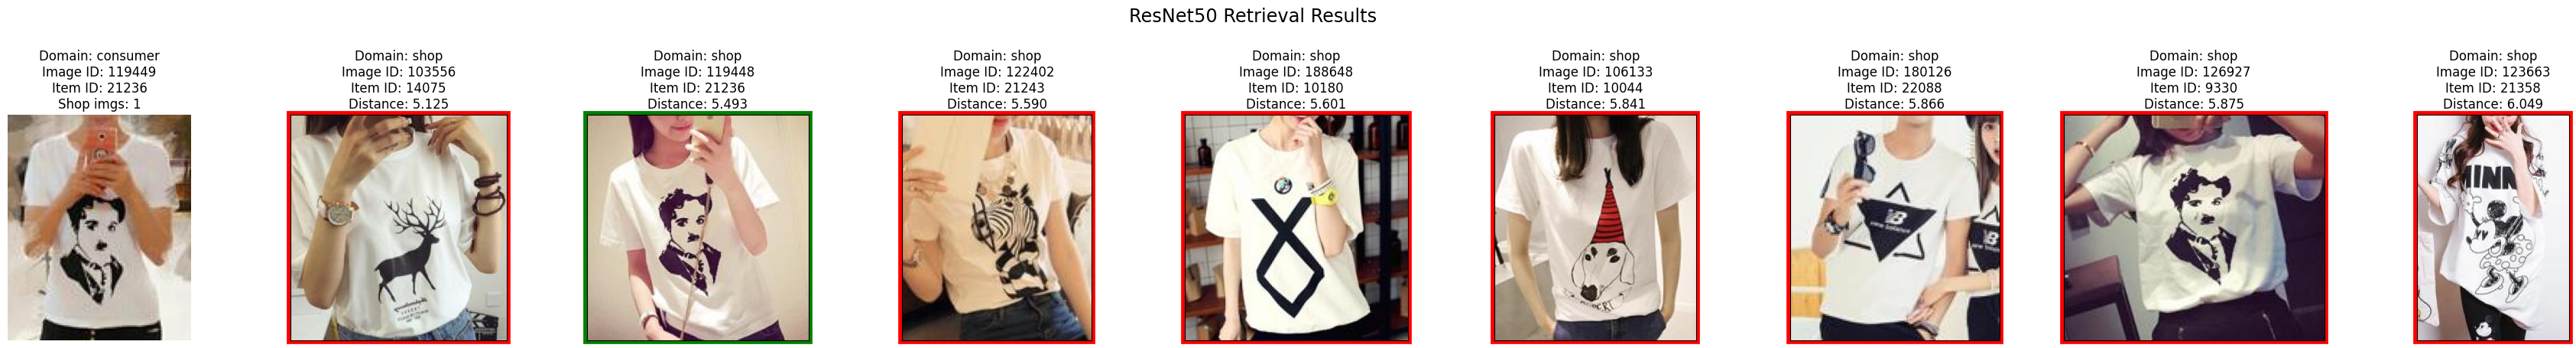 ResNet50 Retrieval Results
Domain: consumer
Image ID: 119449
Item ID: 21236
Shop imgs: 1
Domain: shop
Image ID: 103556
Item ID: 14075
Distance: 5.125
Domain: shop
Image ID: 119448
Item ID: 21236
Distance: 5.493
Domain: shop
Image ID: 122402
Item ID: 21243
Distance: 5.590
Domain: shop
Image ID: 188648
Item ID: 10180
Distance: 5.601
Domain: shop
Image ID: 106133
Item ID: 10044
Distance: 5.841
Domain: shop
Image ID: 180126
Item ID: 22088
Distance: 5.866
new balance
Domain: shop
Image ID: 126927
Item ID: 9330
Distance: 5.875
Domain: shop
Image ID: 123663
Item ID: 21358
Distance: 6.049
MINN